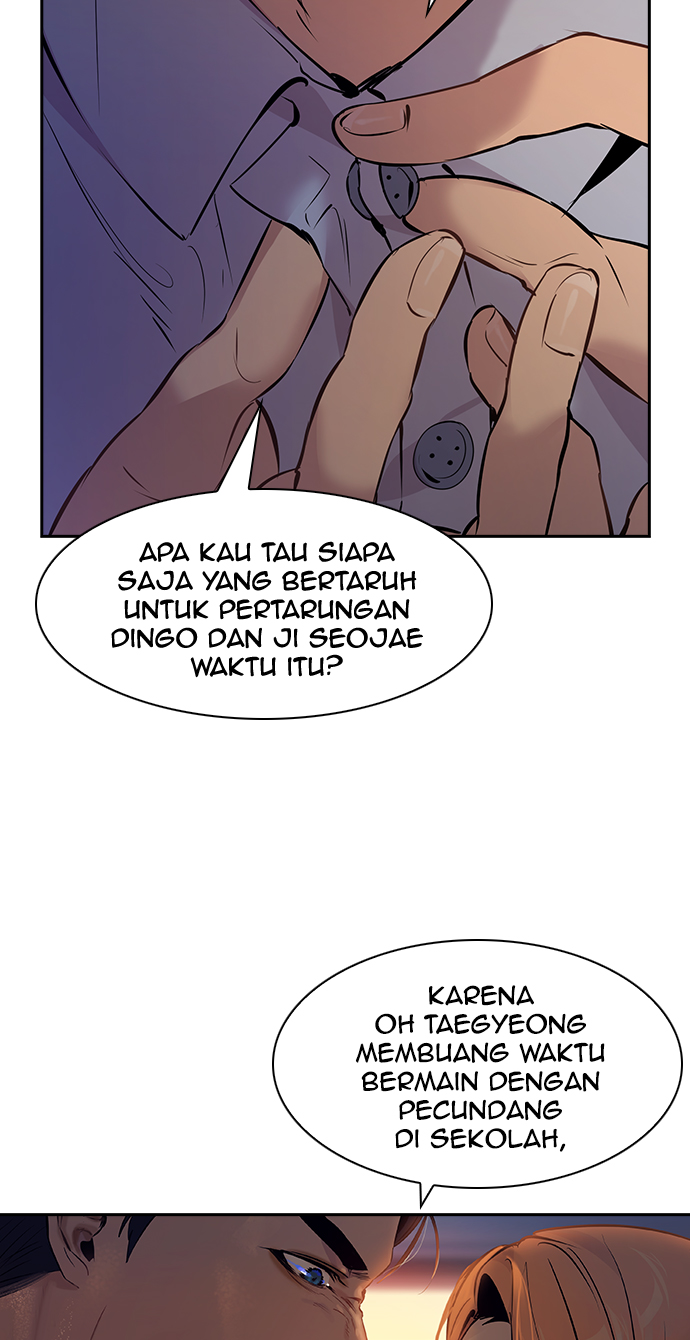 APA KAU TAU SIAPA
SAJA YANG BERTARUH
UNTUK PERTARUNGAN
DINGO DAN JI SEOJAE
WAKTU ITU?
KARENA
OH TAEGYEONG
MEMBUANG WAKTU
BERMAIN DENGAN
PECUNDANG
DI SEKOLAH,